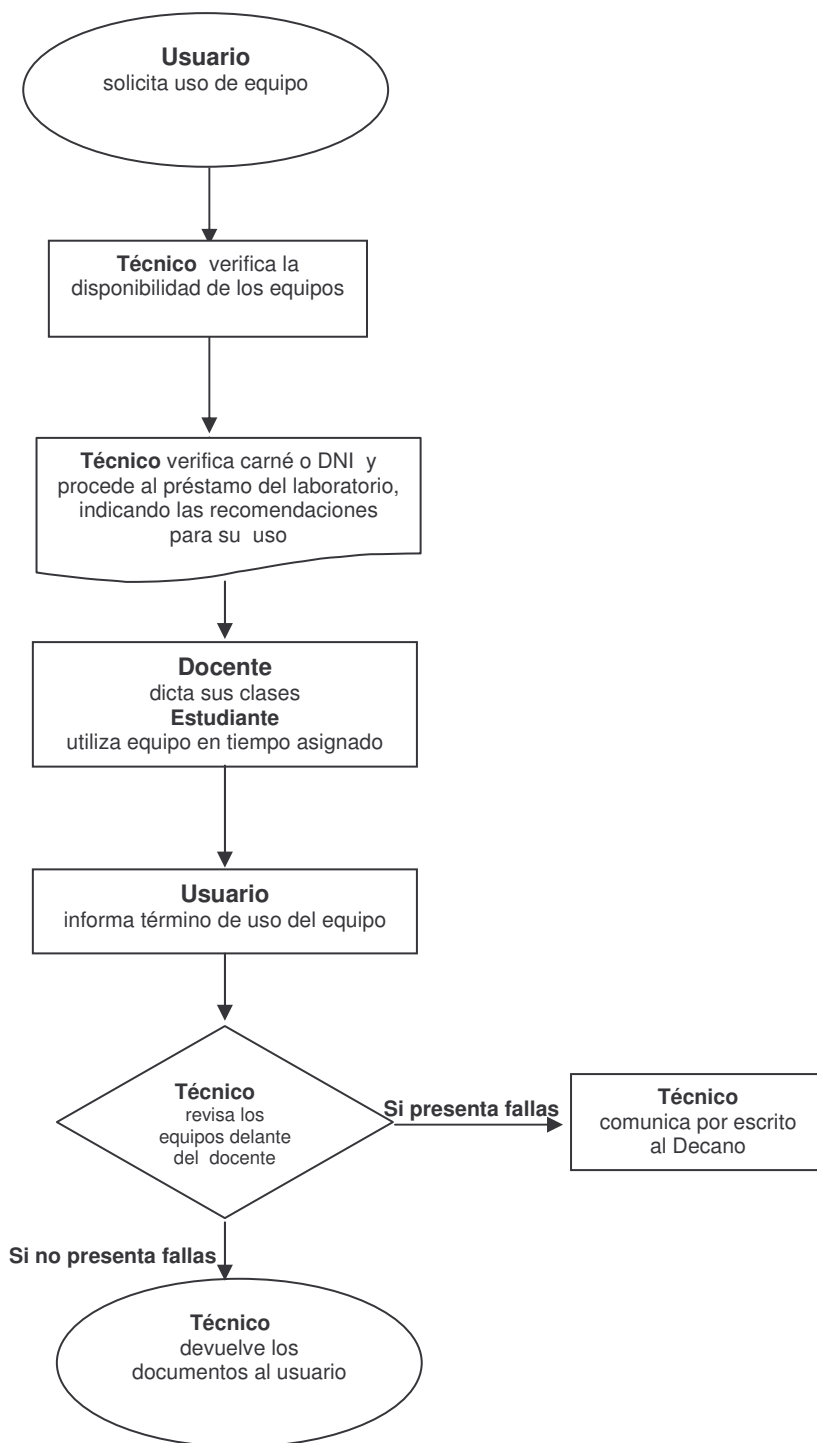 Usuario
solicita uso de equipo
Técnico verifica la
disponibilidad de los equipos
Técnico verifica carné o DNI y
procede al préstamo del laboratorio,
indicando las recomendaciones
para su uso
Docente
dicta sus clases
Estudiante
utiliza equipo en tiempo asignado
Usuario
informa término de uso del equipo
Técnico
revisa los
equipos delante
del docente
Si presenta fallas
Técnico
comunica por escrito
al Decano
Si no presenta fallas
Técnico
devuelve los
documentos al usuario